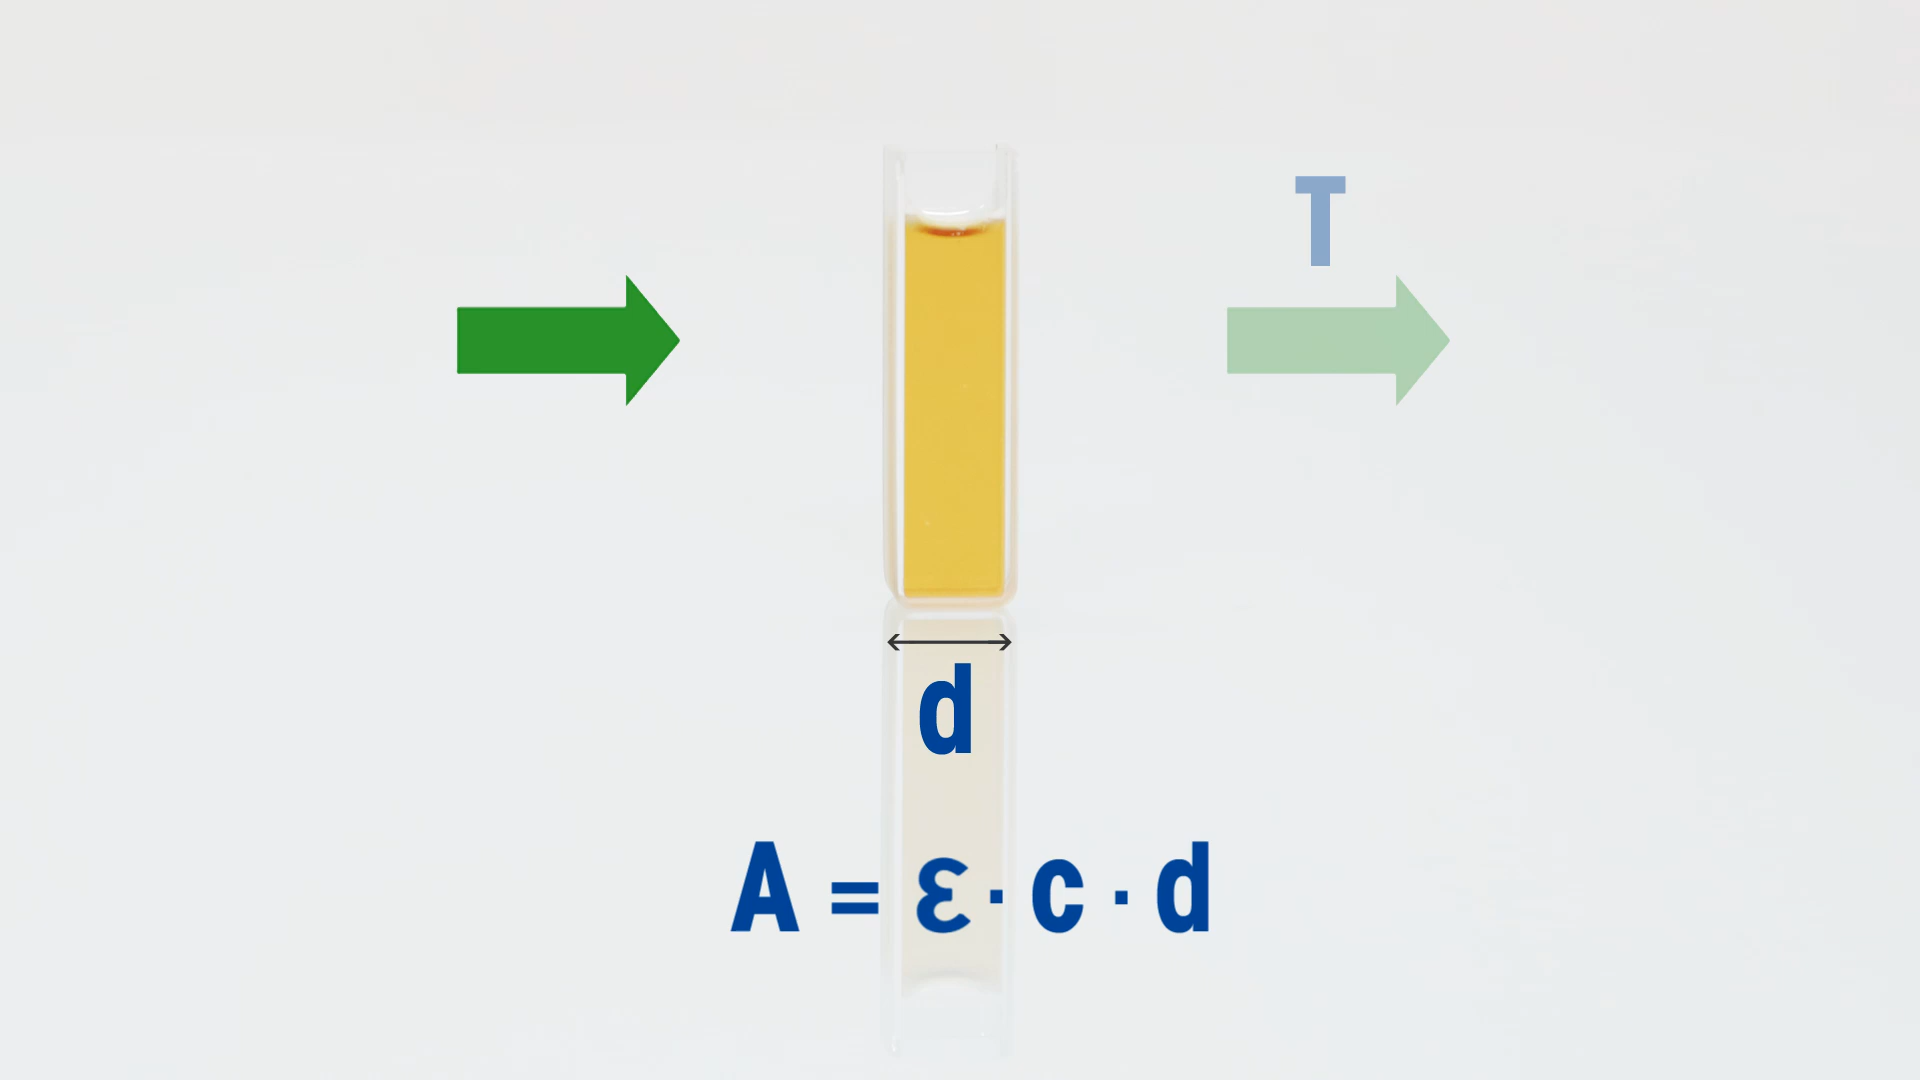 T
d
A = ε · c · d